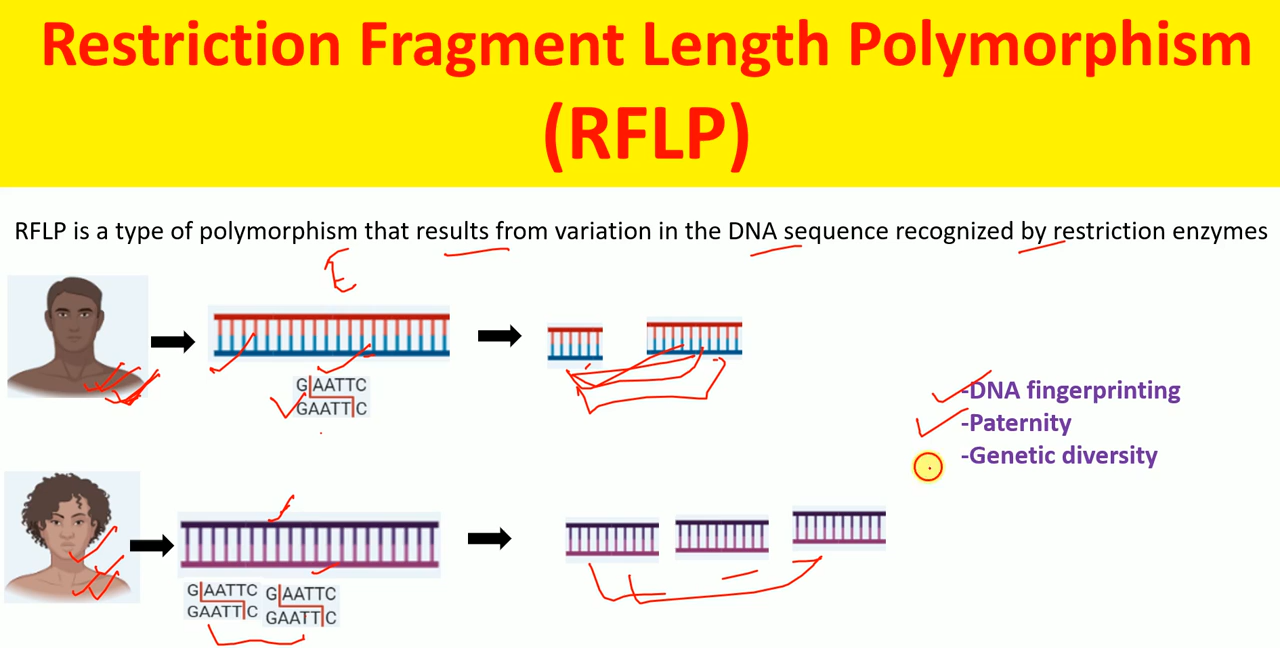 Restriction Fragment Length Polymorphism
(RFLP)
RFLP is a type of polymorphism that results from variation in the DNA sequence recognized by restriction enzymes
E
GAATTC
GAATTC
-DNA fingerprinting
-Paternity
-Genetic diversity
GAATTC GAATTC
GAATTC GAATTC